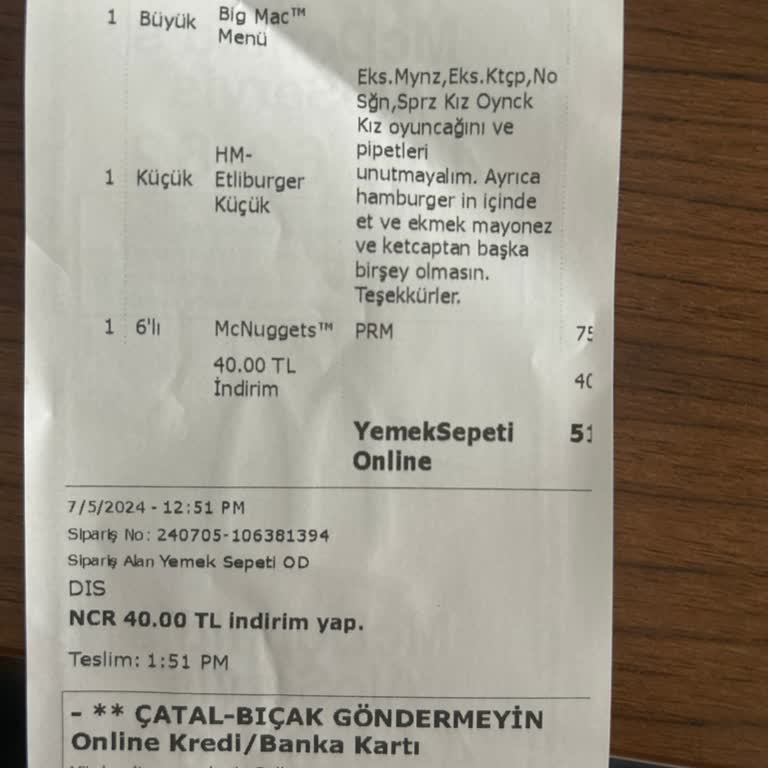 1 Büyük Big Mac™
Menü
Eks.Mynz,Eks.Ktçp,No
Sğn,Sprz Kız Oynck
Kız oyuncağını ve
pipetleri
unutmayalım. Ayrıca
hamburger in içinde
et ve ekmek mayonez
ve ketcaptan başka
birşey olmasın.
Teşekkürler.
1 Küçük HM-
Etliburger
Küçük
1 6'lı McNuggets™ PRM 75
40.00 TL
İndirim 40
YemekSepeti
Online 51
7/5/2024 - 12:51 PM
Sipariş No: 240705-106381394
Sipariş Alan Yemek Sepeti OD
DIS
NCR 40.00 TL indirim yap.
Teslim: 1:51 PM
- ** ÇATAL-BIÇAK GÖNDERMEYİN
Online Kredi/Banka Kartı